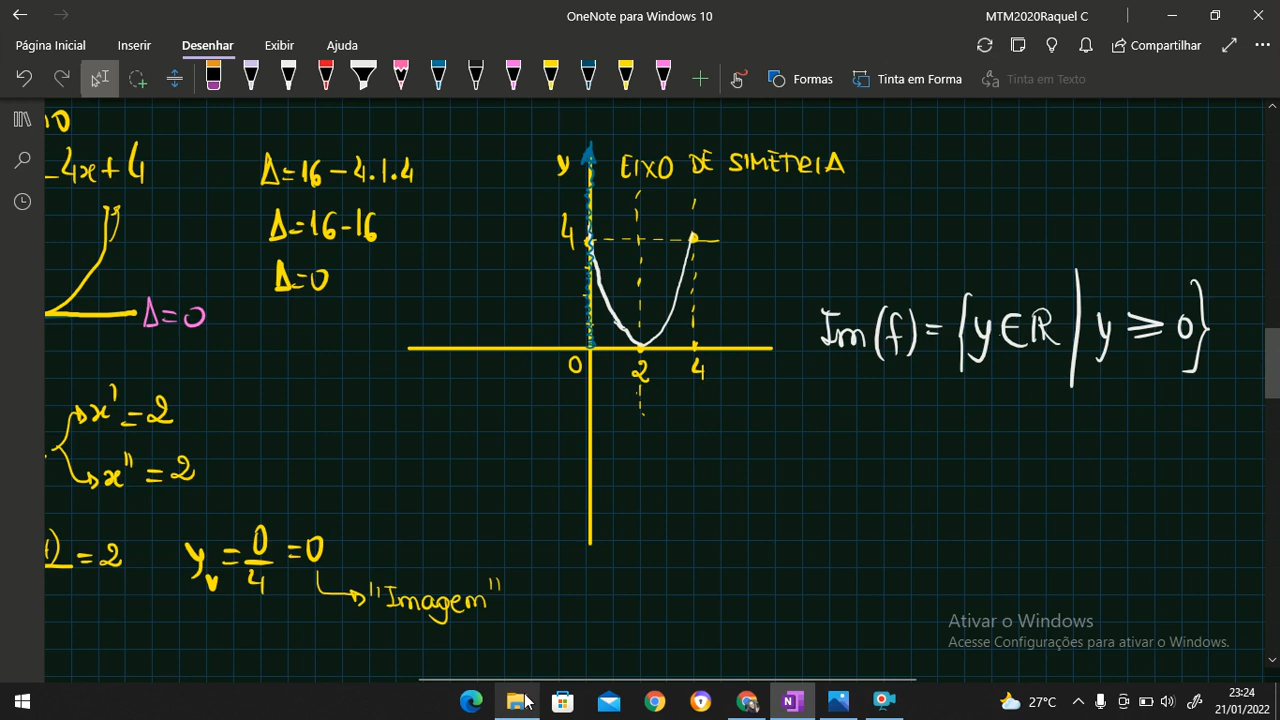 OneNote para Windows 10
MTM2020Raquel C
Página Inicial
Inserir
Desenhar
Exibir
Ajuda
Compartilhar
Formas
Tinta em Forma
Tinta em Texto
-4x+4
Δ=0
Δ=16-4.1.4
Δ=16-16
Δ=0
x'=2
x''=2
=2
y_v = 0/4 = 0
"Imagem"
y
EIXO DE SIMETRIA
4
0
2
4
Im(f)={y∈ℝ | y ≥ 0}
Ativar o Windows
Acesse Configurações para ativar o Windows.
27°C
23:24
21/01/2022